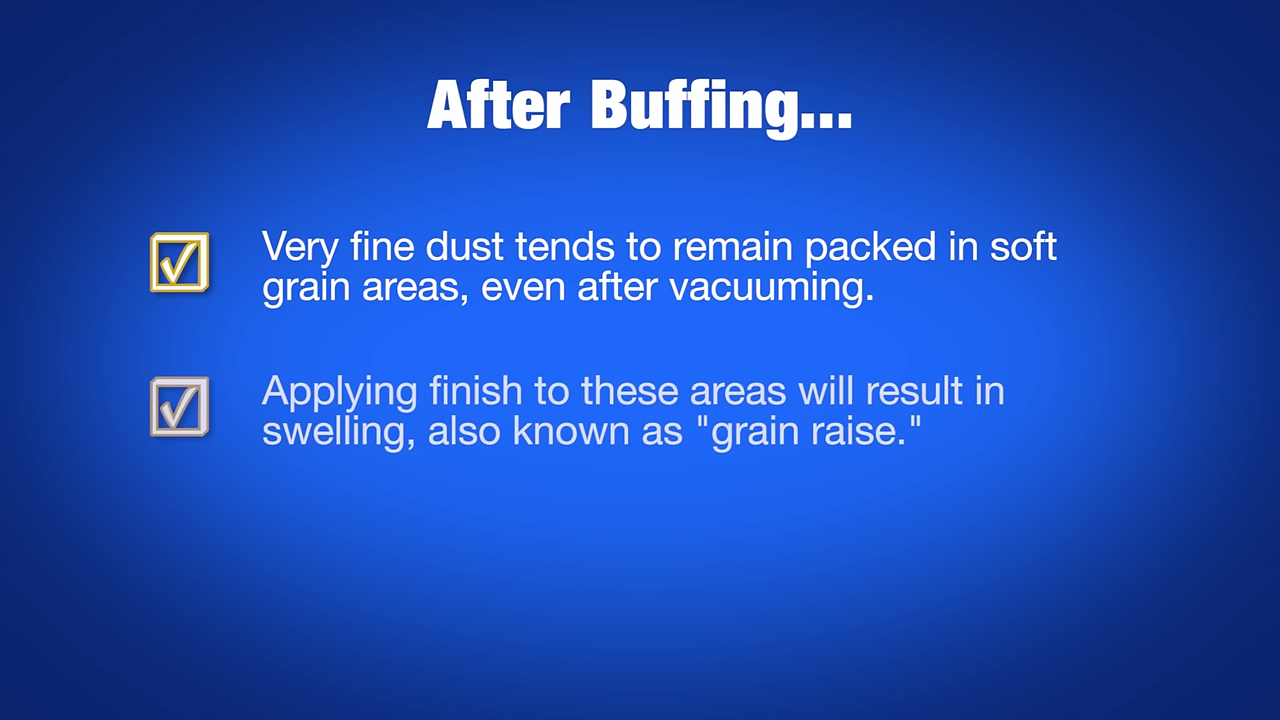 After Buffing...
Very fine dust tends to remain packed in soft
grain areas, even after vacuuming.
Applying finish to these areas will result in
swelling, also known as "grain raise."